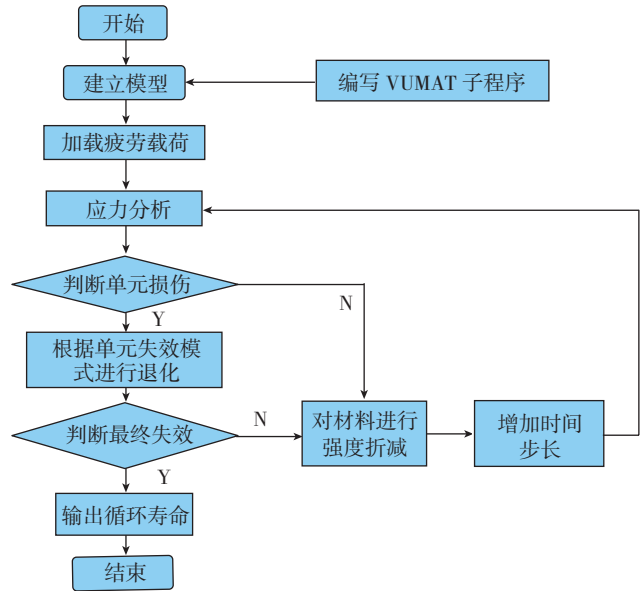 开始
建立模型
编写 VUMAT 子程序
加载疲劳载荷
应力分析
判断单元损伤
N
Y
根据单元失效模
式进行退化
判断最终失效
N
对材料进行
强度折减
增加时间
步长
Y
输出循环寿命
结束